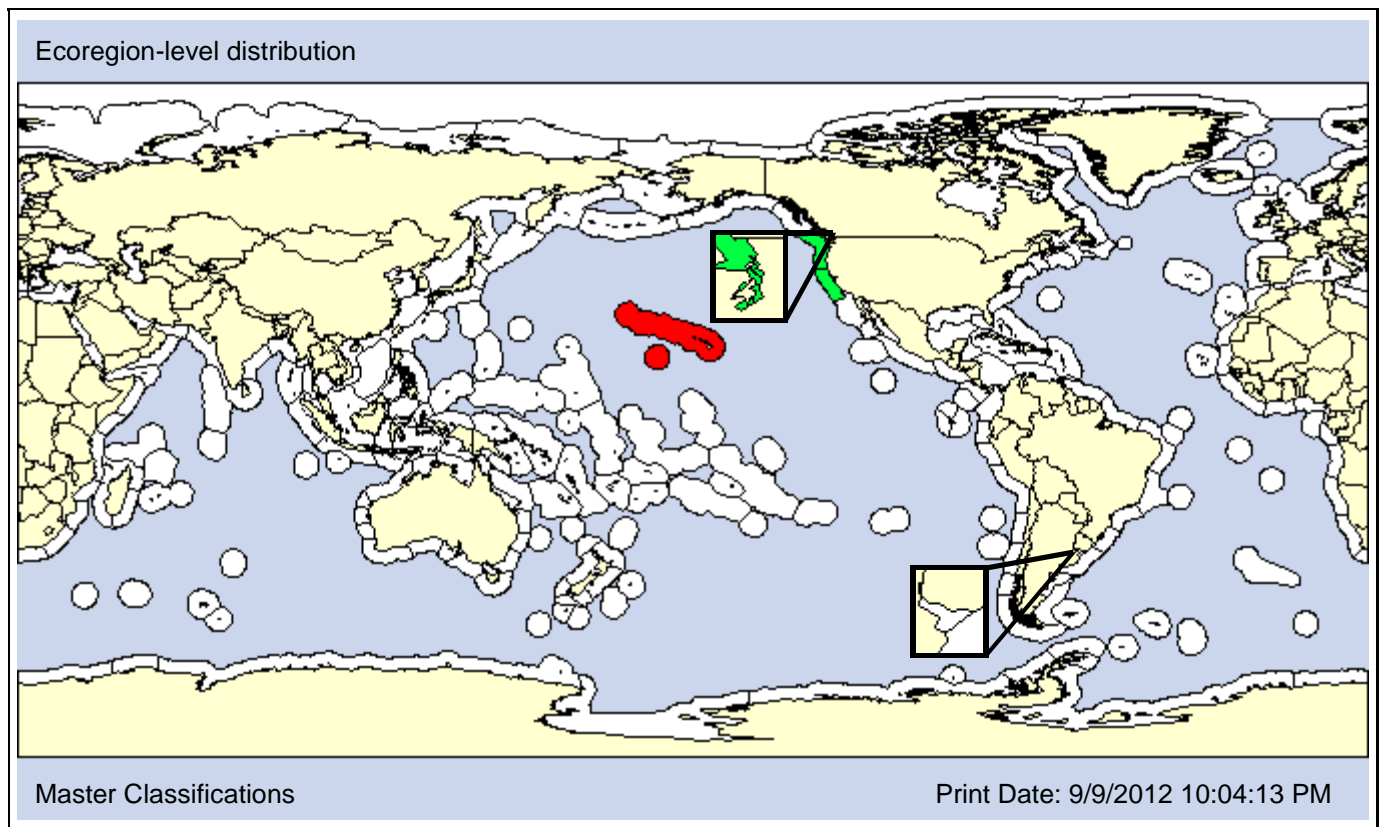 Ecoregion-level distribution
Master Classifications
Print Date: 9/9/2012 10:04:13 PM